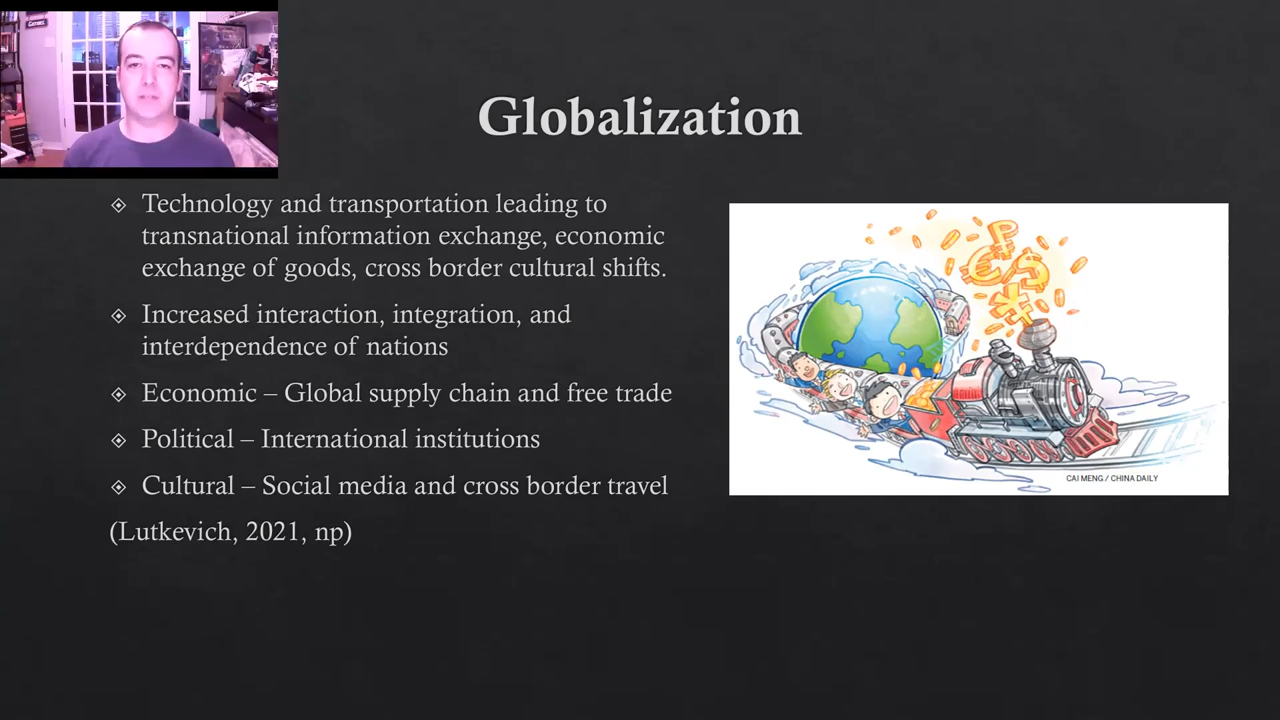 Globalization
Technology and transportation leading to
transnational information exchange, economic
exchange of goods, cross border cultural shifts.
Increased interaction, integration, and
interdependence of nations
Economic – Global supply chain and free trade
Political – International institutions
Cultural – Social media and cross border travel
(Lutkevich, 2021, np)
CAI MENG / CHINA DAILY